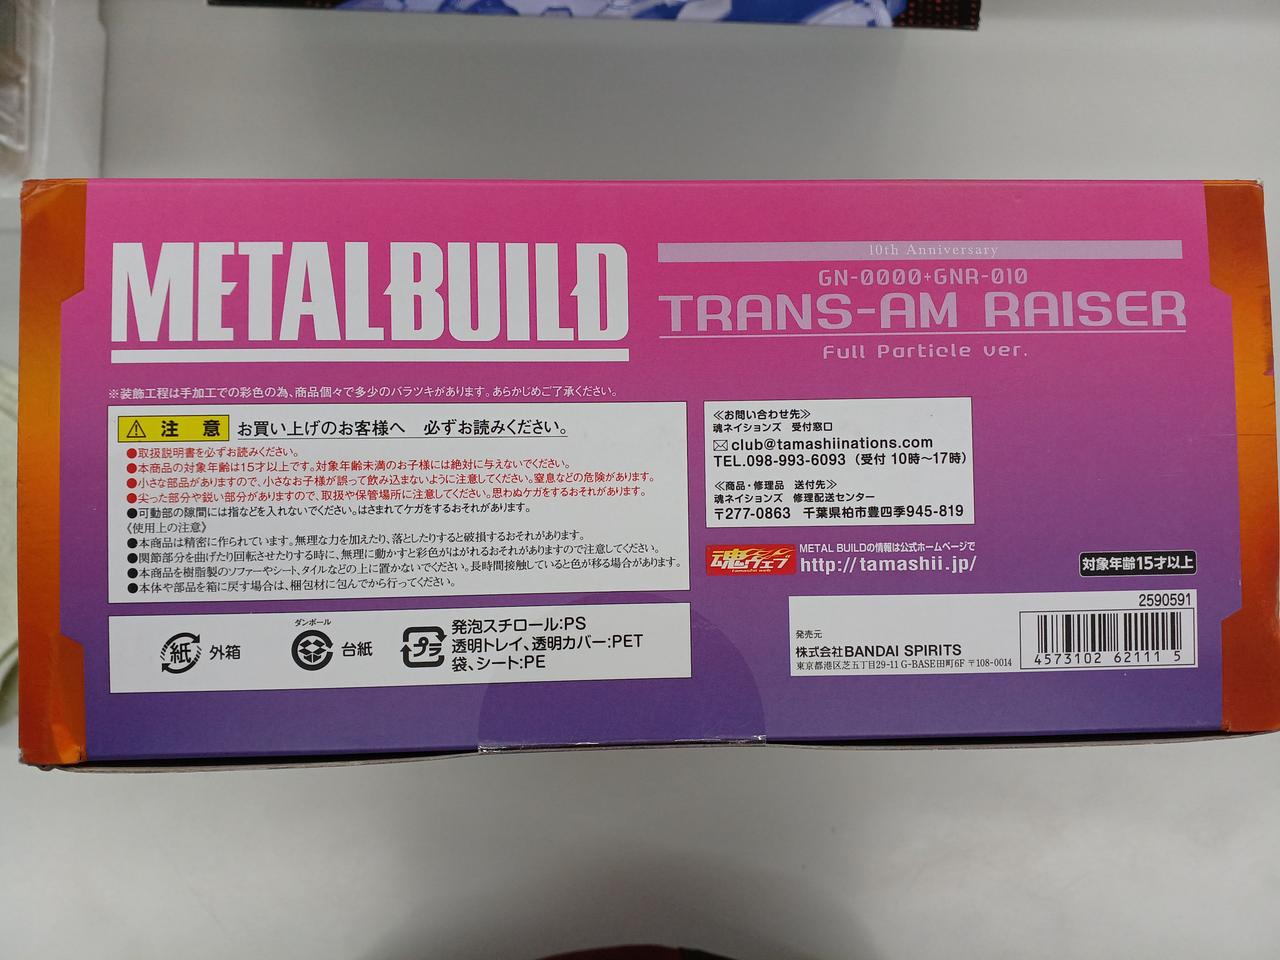 METAL BUILD
10th Anniversary
GN-0000+GNR-010
TRANS-AM RAISER
Full Particle ver.
※装飾工程は手加工での彩色の為、商品個々で多少のバラツキがあります。あらかじめご了承ください。
注 意 お買い上げのお客様へ 必ずお読みください。
●取扱説明書を必ずお読みください。
●本商品の対象年齢は15才以上です。対象年齢未満のお子様には絶対に与えないでください。
●小さな部品がありますので、小さなお子様が誤って飲み込まないように注意してください。窒息などの危険があります。
●尖った部分や鋭い部分がありますので、取扱や保管場所に注意してください。思わぬケガをするおそれがあります。
●可動部の隙間には指などを入れないでください。はさまれてケガをするおそれがあります。
《使用上の注意》
●本商品は精密に作られています。無理な力を加えたり、落としたりすると破損するおそれがあります。
●関節部分を曲げたり回転させたりする時に、無理に動かすと彩色がはがれるおそれがありますので注意してください。
●本商品を樹脂製のソファーやシート、タイルなどの上に置かないでください。長時間接触していると色が移る場合があります。
●本体や部品を箱に戻す場合は、梱包材に包んでから行ってください。
≪お問い合わせ先≫
魂ネイションズ 受付窓口
club@tamashiinations.com
TEL.098-993-6093（受付 10時～17時）
≪商品・修理品 送付先≫
魂ネイションズ 修理配送センター
〒277-0863 千葉県柏市豊四季945-819
魂ウェブ
tamashii web
METAL BUILDの情報は公式ホームページで
http://tamashii.jp/
対象年齢15才以上
紙 外箱
ダンボール
台紙
プラ
発泡スチロール:PS
透明トレイ、透明カバー:PET
袋、シート:PE
2590591
発売元
株式会社BANDAI SPIRITS
東京都港区芝五丁目29-11 G-BASE田町6F 〒108-0014
4573102 62111 5